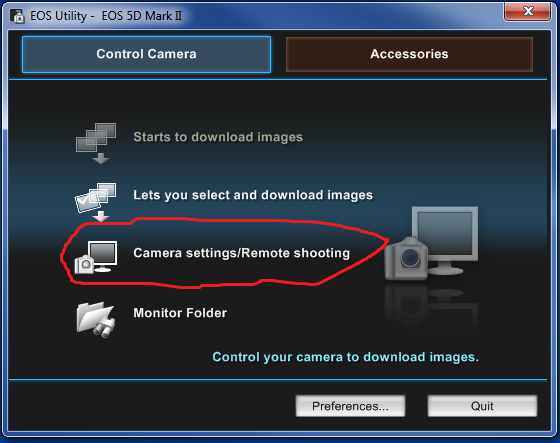 EOS Utility - EOS 5D Mark II
Control Camera
Accessories
Starts to download images
Lets you select and download images
Camera settings/Remote shooting
Monitor Folder
Control your camera to download images.
Preferences...
Quit